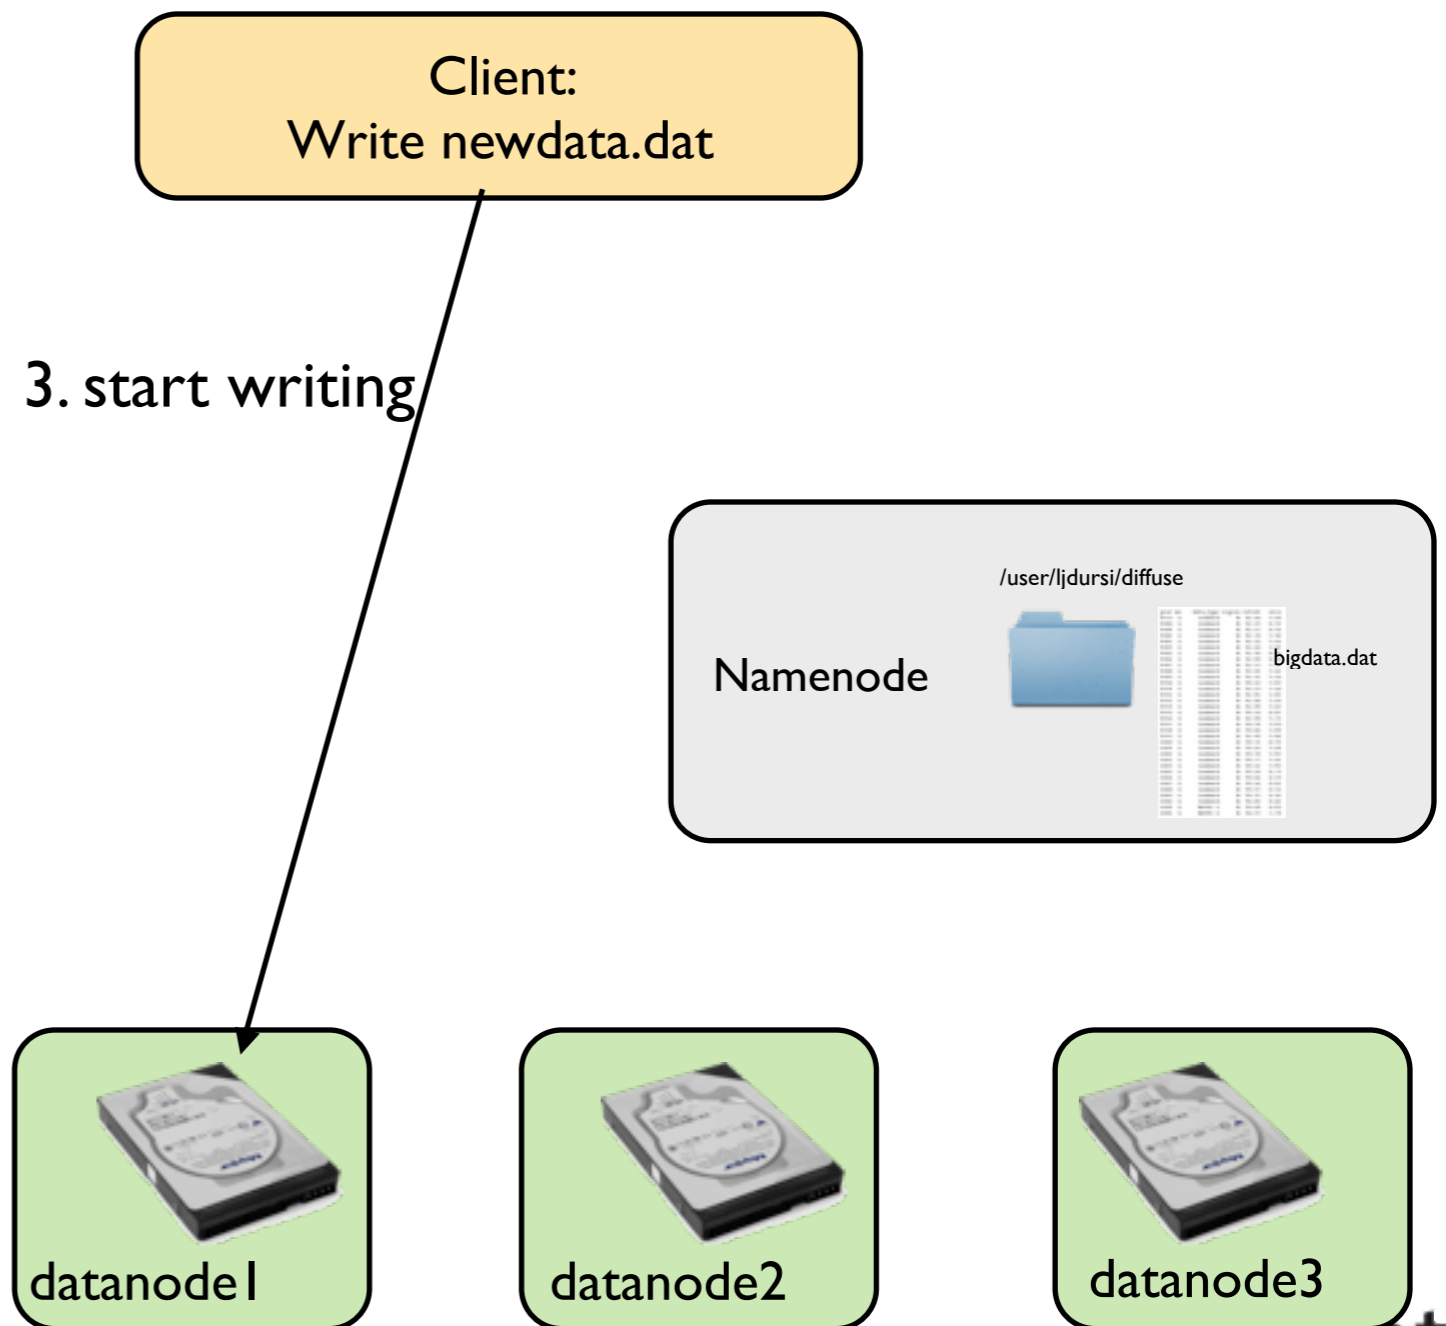 Client:
Write newdata.dat
3. start writing
/user/ljdursi/diffuse
Namenode
bigdata.dat
datanode1
datanode2
datanode3